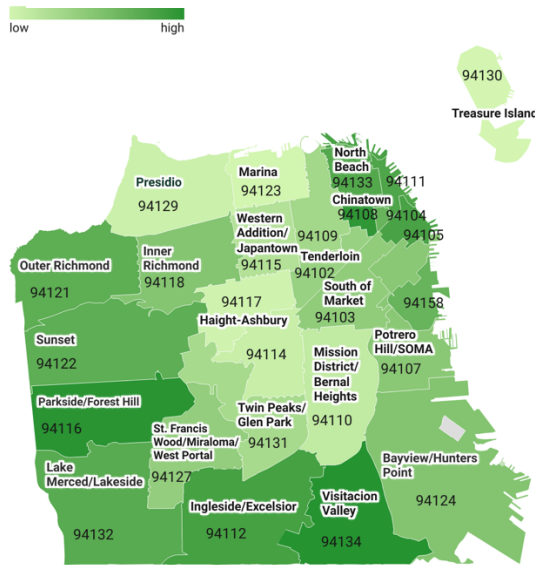 low high
94130
Treasure Island
North
Beach
94133
94111
Marina
94123
Presidio
94129
Chinatown
94108
94104
94105
Western
Addition/
Japantown
94115
94109
Tenderloin
94102
Inner
Richmond
94118
Outer Richmond
94121
South of
Market
94103
94158
94117
Haight-Ashbury
94114
Sunset
94122
Potrero
Hill/SOMA
94107
Mission
District/
Bernal
Heights
94110
Parkside/Forest Hill
94116
Twin Peaks/
Glen Park
94131
St. Francis
Wood/Miraloma/
West Portal
94127
Lake
Merced/Lakeside
94132
Bayview/Hunters
Point
94124
Ingleside/Excelsior
94112
Visitacion
Valley
94134